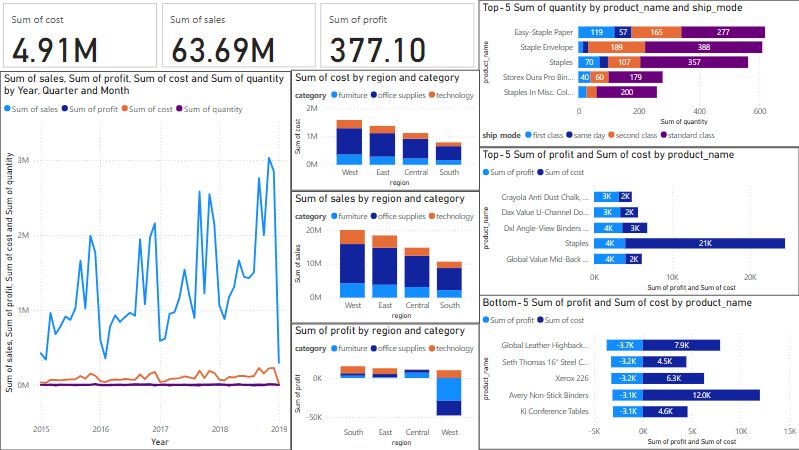 Sum of cost
4.91M
Sum of sales
63.69M
Sum of profit
377.10
Sum of sales, Sum of profit, Sum of cost and Sum of quantity
by Year, Quarter and Month
Sum of sales Sum of profit Sum of cost Sum of quantity
Sum of sales, Sum of profit, Sum of cost and Sum of quantity
3M
2M
1M
0M
2015 2016 2017 2018 2019
Year
Sum of cost by region and category
category furniture office supplies technology
Sum of cost
2M
1M
0M
West East Central South
region
Sum of sales by region and category
category furniture office supplies technology
Sum of sales
20M
10M
0M
West East Central South
region
Sum of profit by region and category
category furniture office supplies technology
Sum of profit
0K
-50K
South East Central West
region
Top-5 Sum of quantity by product_name and ship_mode
product_name
Easy-Staple Paper 119 57 165 277
Staple Envelope 189 388
Staples 70 107 357
Storex Dura Pro Bin... 40 60 179
Staples In Misc. Col... 200
0 200 400 600
Sum of quantity
ship_mode first class same day second class standard class
Top-5 Sum of profit and Sum of cost by product_name
Sum of profit Sum of cost
product_name
Crayola Anti Dust Chalk, ... 3K 2K
Dax Value U-Channel Do... 3K 2K
Dxl Angle-View Binders ... 4K 3K
Staples 4K 21K
Global Value Mid-Back ... 4K 2K
0K 10K 20K
Sum of profit and Sum of cost
Bottom-5 Sum of profit and Sum of cost by product_name
Sum of profit Sum of cost
product_name
Global Leather Highback... -3.7K 7.9K
Seth Thomas 16" Steel C... -3.2K 4.5K
Xerox 226 -3.2K 6.3K
Avery Non-Stick Binders -3.1K 12.0K
Ki Conference Tables -3.1K 4.6K
-5K 0K 5K 10K 15K
Sum of profit and Sum of cost